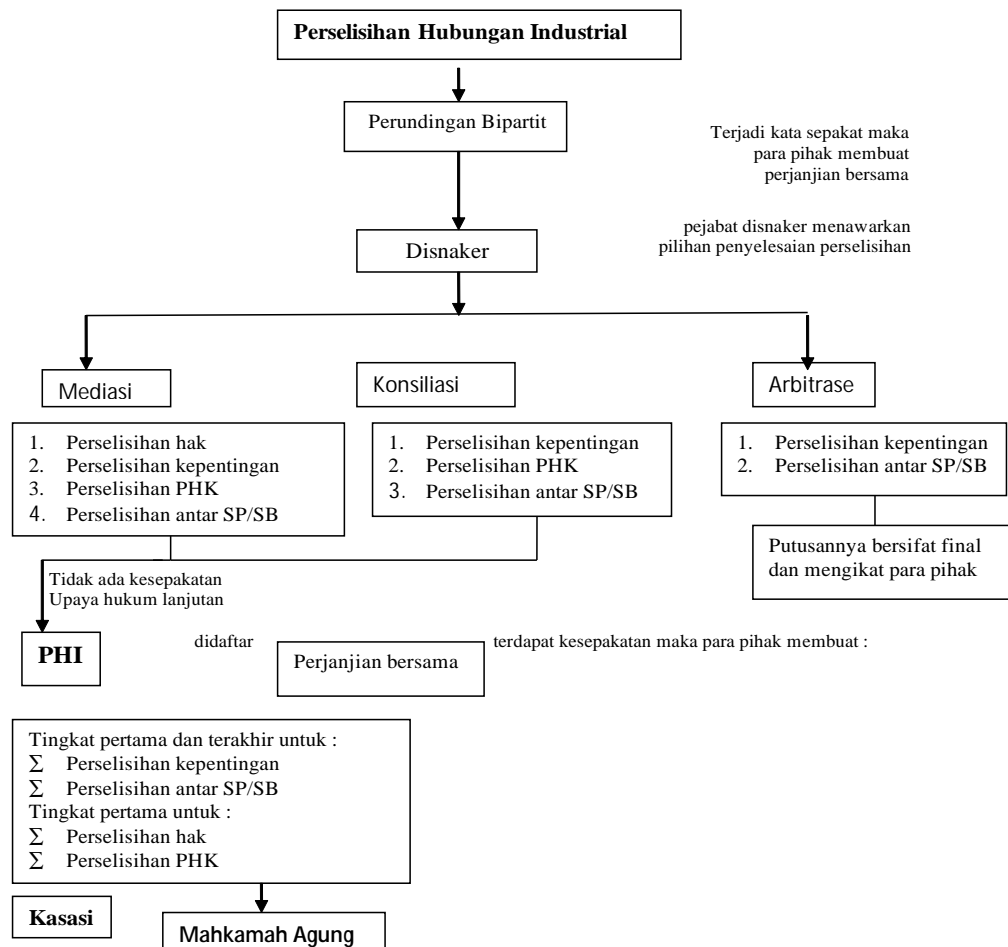 Perselisihan Hubungan Industrial
Perundingan Bipartit
Terjadi kata sepakat maka
para pihak membuat
perjanjian bersama
pejabat disnaker menawarkan
pilihan penyelesaian perselisihan
Disnaker
Mediasi
Konsiliasi
Arbitrase
1. Perselisihan hak
2. Perselisihan kepentingan
3. Perselisihan PHK
4. Perselisihan antar SP/SB
1. Perselisihan kepentingan
2. Perselisihan PHK
3. Perselisihan antar SP/SB
1. Perselisihan kepentingan
2. Perselisihan antar SP/SB
Putusannya bersifat final
dan mengikat para pihak
Tidak ada kesepakatan
Upaya hukum lanjutan
PHI
didaftar
Perjanjian bersama
terdapat kesepakatan maka para pihak membuat :
Tingkat pertama dan terakhir untuk :
Σ Perselisihan kepentingan
Σ Perselisihan antar SP/SB
Tingkat pertama untuk :
Σ Perselisihan hak
Σ Perselisihan PHK
Kasasi
Mahkamah Agung